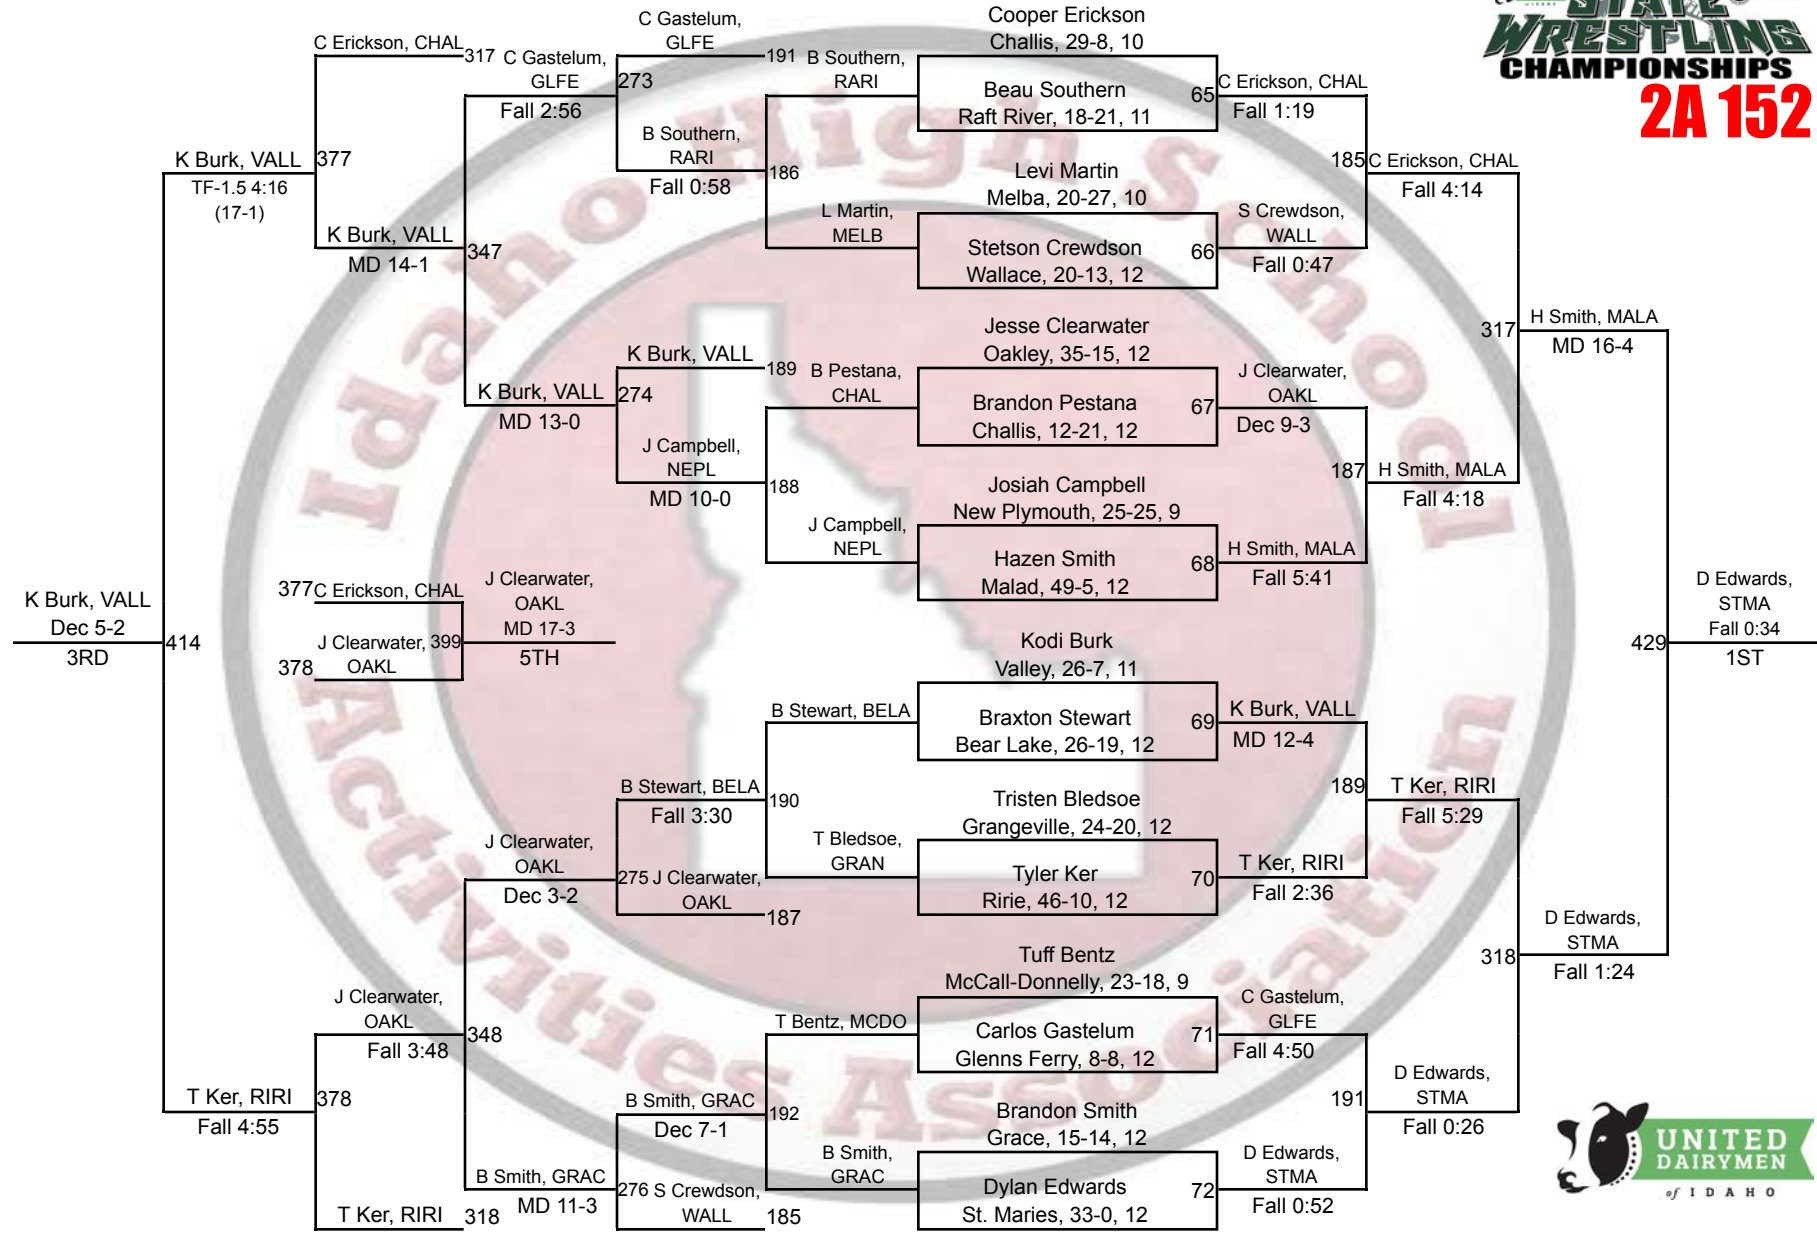 STATE
WRESTLING
CHAMPIONSHIPS
2A 152
Idaho High School
Activities Association
Cooper Erickson
Challis, 29-8, 10
Beau Southern
Raft River, 18-21, 11
65
Levi Martin
Melba, 20-27, 10
Stetson Crewdson
Wallace, 20-13, 12
66
Jesse Clearwater
Oakley, 35-15, 12
Brandon Pestana
Challis, 12-21, 12
67
Josiah Campbell
New Plymouth, 25-25, 9
Hazen Smith
Malad, 49-5, 12
68
Kodi Burk
Valley, 26-7, 11
Braxton Stewart
Bear Lake, 26-19, 12
69
Tristen Bledsoe
Grangeville, 24-20, 12
Tyler Ker
Ririe, 46-10, 12
70
Tuff Bentz
McCall-Donnelly, 23-18, 9
Carlos Gastelum
Glenns Ferry, 8-8, 12
71
Brandon Smith
Grace, 15-14, 12
Dylan Edwards
St. Maries, 33-0, 12
72
C Erickson, CHAL
Fall 1:19
185
S Crewdson,
WALL
Fall 0:47
J Clearwater,
OAKL
Dec 9-3
187
H Smith, MALA
Fall 5:41
K Burk, VALL
MD 12-4
189
T Ker, RIRI
Fall 2:36
C Gastelum,
GLFE
Fall 4:50
191
D Edwards,
STMA
Fall 0:52
C Erickson, CHAL
Fall 4:14
317
H Smith, MALA
Fall 4:18
T Ker, RIRI
Fall 5:29
318
D Edwards,
STMA
Fall 0:26
H Smith, MALA
MD 16-4
429
D Edwards,
STMA
Fall 1:24
D Edwards,
STMA
Fall 0:34
1ST
B Southern,
RARI
186
L Martin,
MELB
B Pestana,
CHAL
188
J Campbell,
NEPL
B Stewart, BELA
190
T Bledsoe,
GRAN
T Bentz, MCDO
192
B Smith,
GRAC
C Gastelum,
GLFE
191
273
B Southern,
RARI
Fall 0:58
K Burk, VALL
189
274
J Campbell,
NEPL
MD 10-0
B Stewart, BELA
Fall 3:30
275
J Clearwater,
OAKL
187
B Smith, GRAC
Dec 7-1
276
S Crewdson,
WALL
185
C Gastelum,
GLFE
Fall 2:56
347
K Burk, VALL
MD 13-0
J Clearwater,
OAKL
Dec 3-2
348
B Smith, GRAC
MD 11-3
C Erickson, CHAL
317
377
K Burk, VALL
MD 14-1
J Clearwater,
OAKL
Fall 3:48
378
T Ker, RIRI
318
K Burk, VALL
TF-1.5 4:16
(17-1)
414
T Ker, RIRI
Fall 4:55
K Burk, VALL
Dec 5-2
3RD
377
C Erickson, CHAL
399
378
J Clearwater,
OAKL
J Clearwater,
OAKL
MD 17-3
5TH
UNITED
DAIRYMEN
of IDAHO